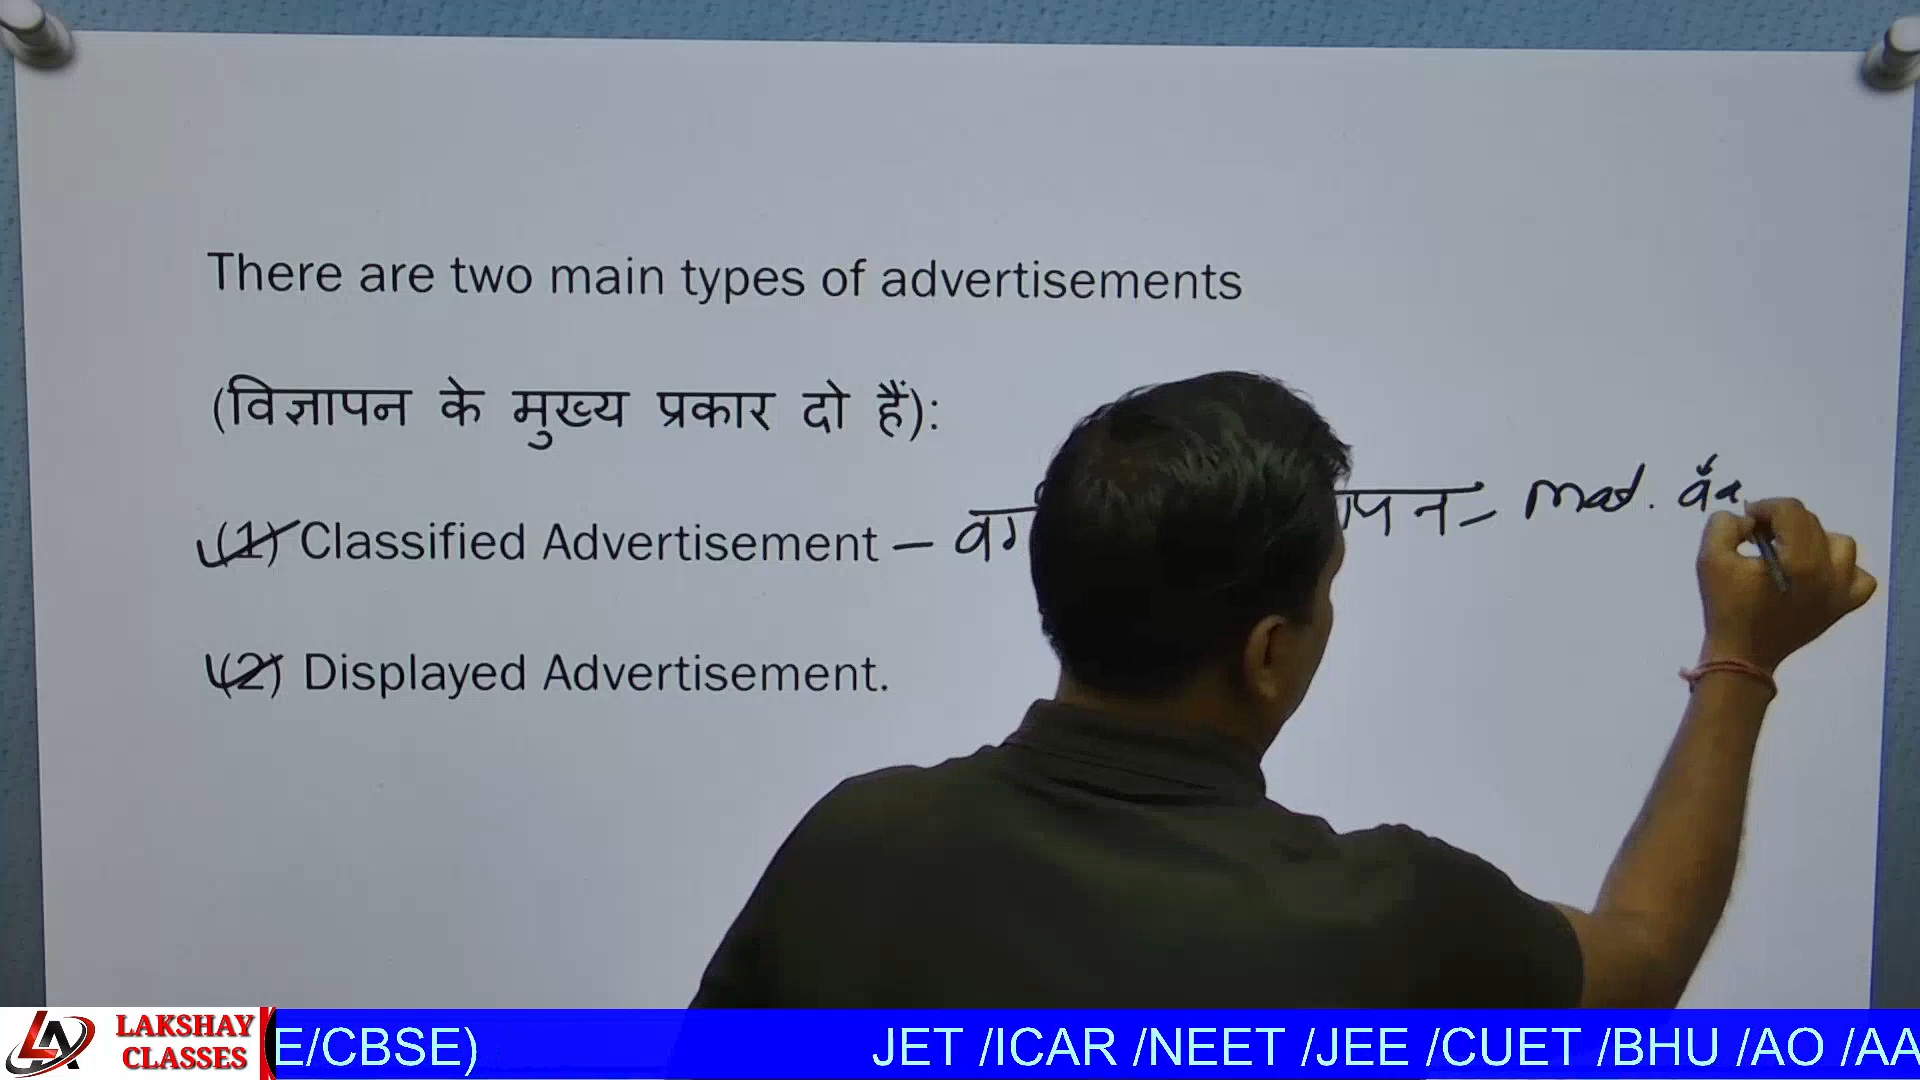 There are two main types of advertisements
(विज्ञापन के मुख्य प्रकार दो हैं):
(1) Classified Advertisement –
(2) Displayed Advertisement.
LAKSHAY
CLASSES
E/CBSE) JET /ICAR /NEET /JEE /CUET /BHU /AO /AA